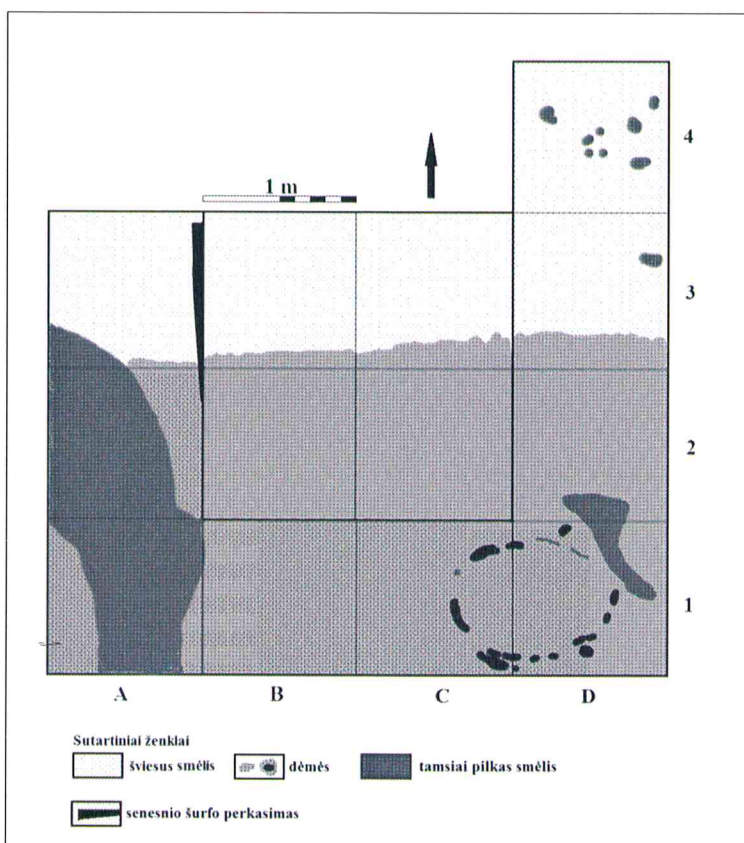 4
1 m
3
2
1
A B C D
Sutartiniai ženklai
šviesus smėlis dėmės tamsiai pilkas smėlis
senesnio šurfo perkasimas